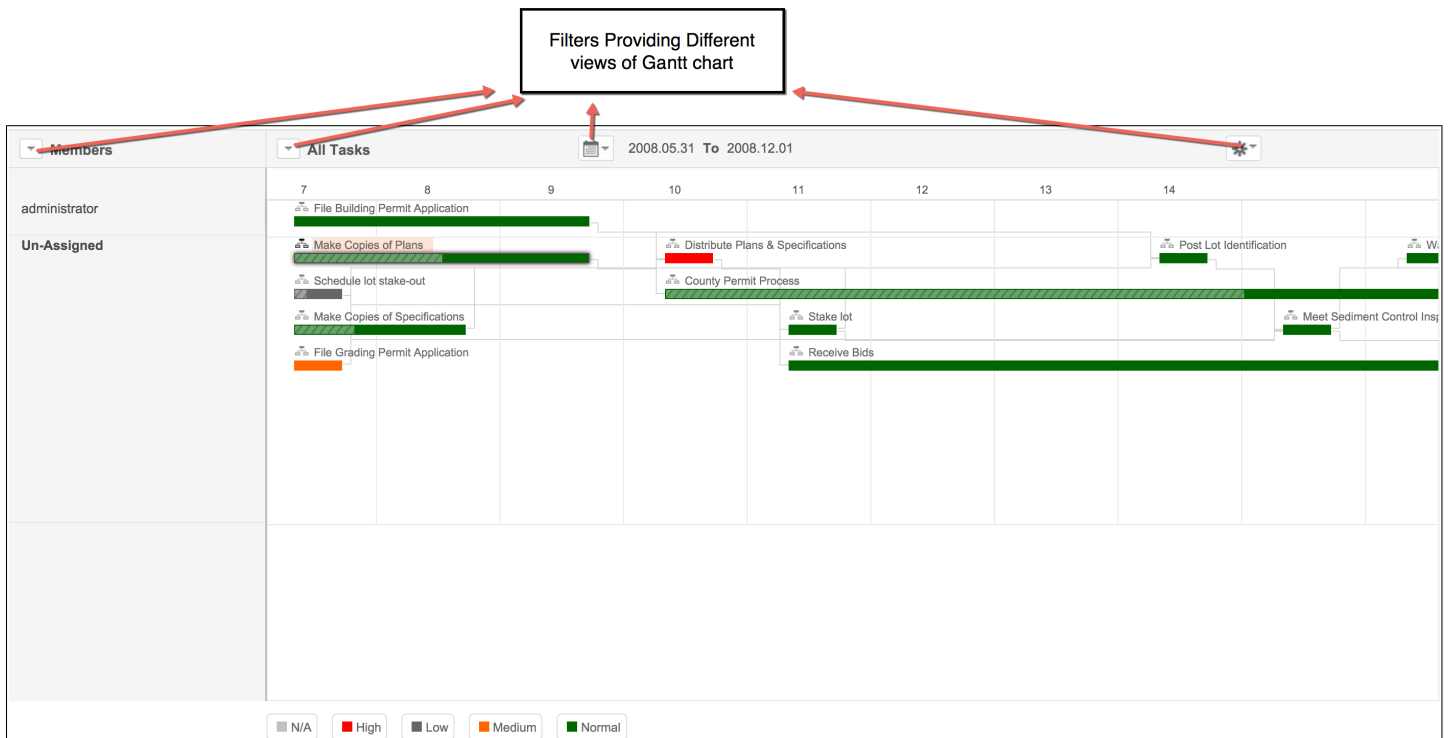 Filters Providing Different
views of Gantt chart
Members
All Tasks
2008.05.31 To 2008.12.01
7 8 9 10 11 12 13 14
administrator
File Building Permit Application
Un-Assigned
Make Copies of Plans
Distribute Plans & Specifications
Post Lot Identification
Schedule lot stake-out
County Permit Process
Make Copies of Specifications
Stake lot
Meet Sediment Control
File Grading Permit Application
Receive Bids
N/A High Low Medium Normal